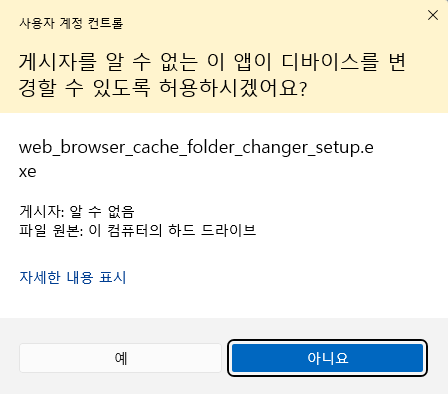 사용자 계정 컨트롤
게시자를 알 수 없는 이 앱이 디바이스를 변
경할 수 있도록 허용하시겠어요?
web_browser_cache_folder_changer_setup.e
xe
게시자: 알 수 없음
파일 원본: 이 컴퓨터의 하드 드라이브
자세한 내용 표시
예
아니요